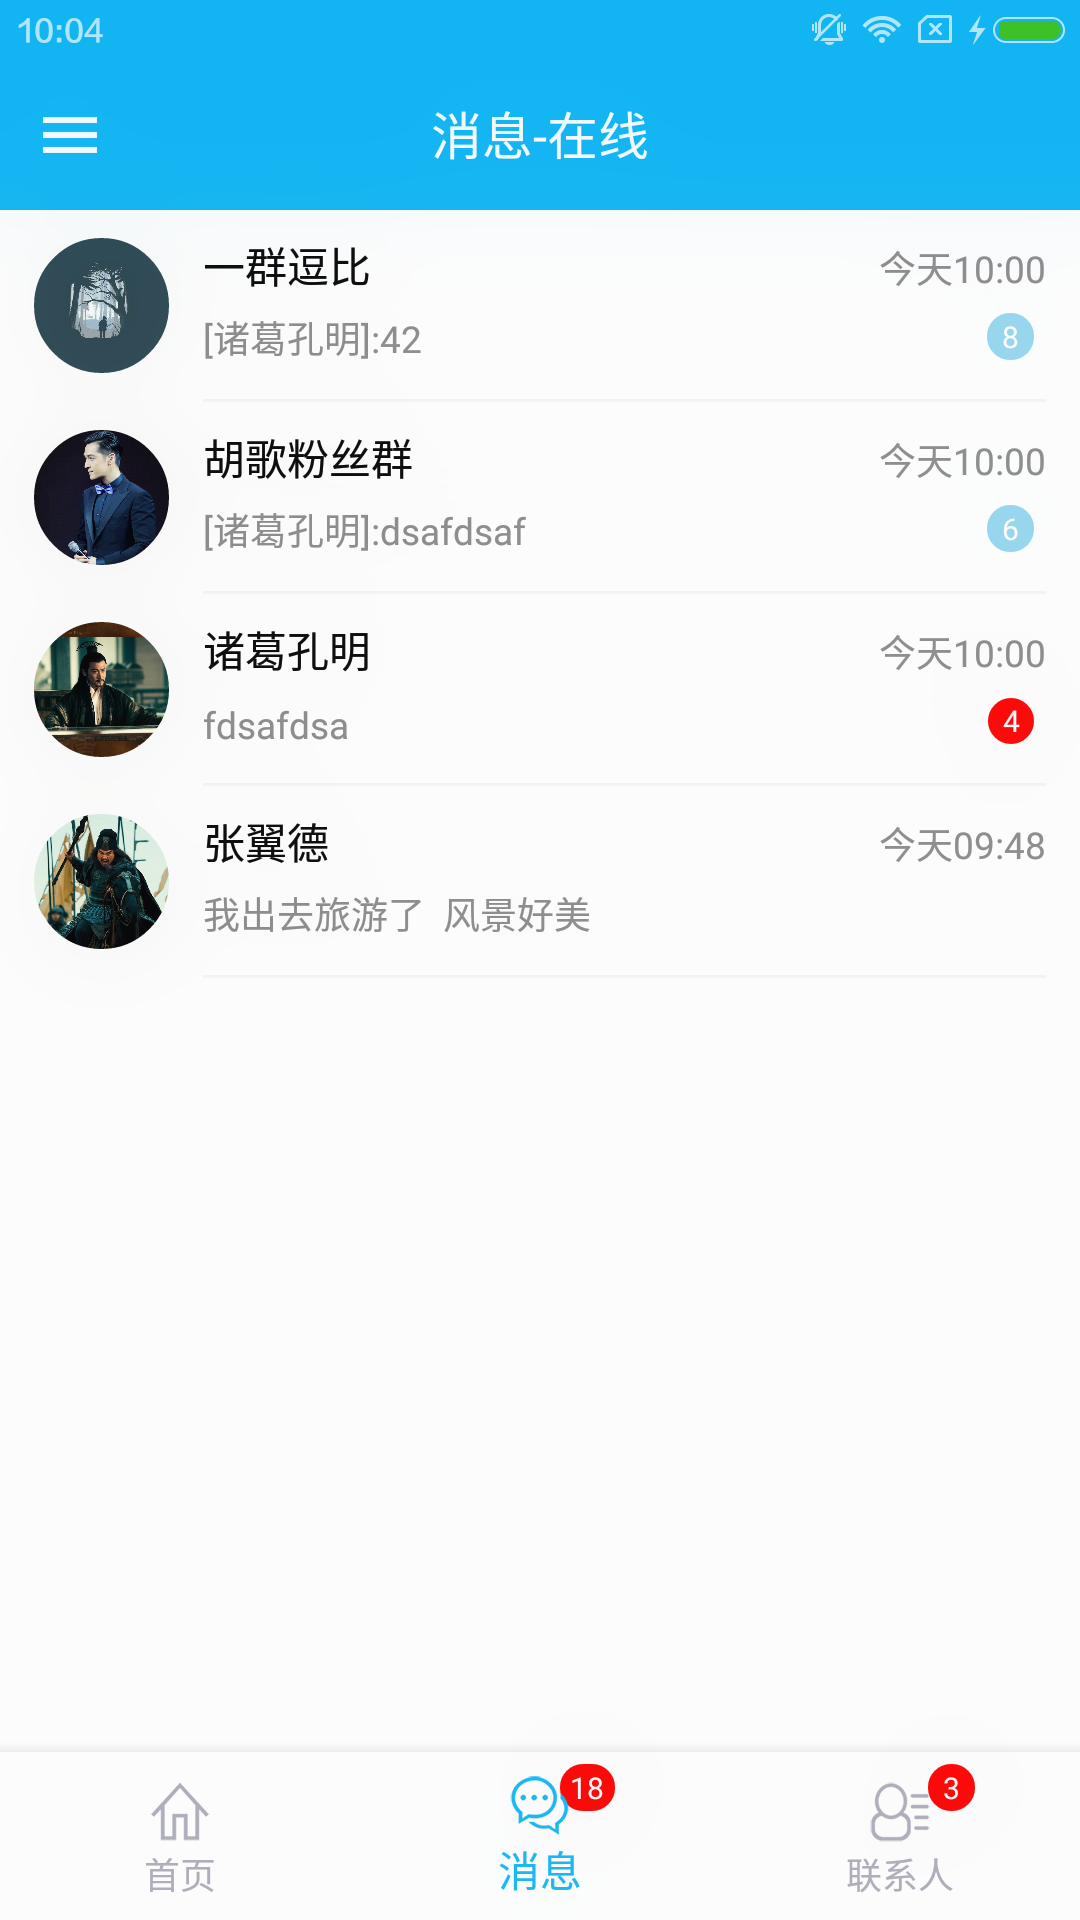 10:04
消息-在线
一群逗比
今天10:00
[诸葛孔明]:42
8
胡歌粉丝群
今天10:00
[诸葛孔明]:dsafdsaf
6
诸葛孔明
今天10:00
fdsafdsa
4
张翼德
今天09:48
我出去旅游了 风景好美
18
3
首页
消息
联系人